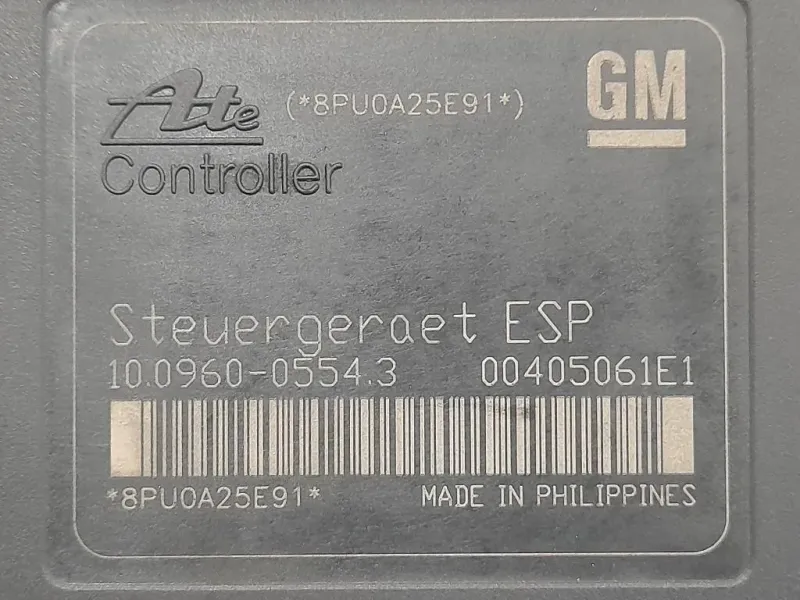 Ate (*8PU0A25E91*) GM
Controller
Steuergeraet ESP
10.0960-0554.3 00405061E1
*8PU0A25E91* MADE IN PHILIPPINES